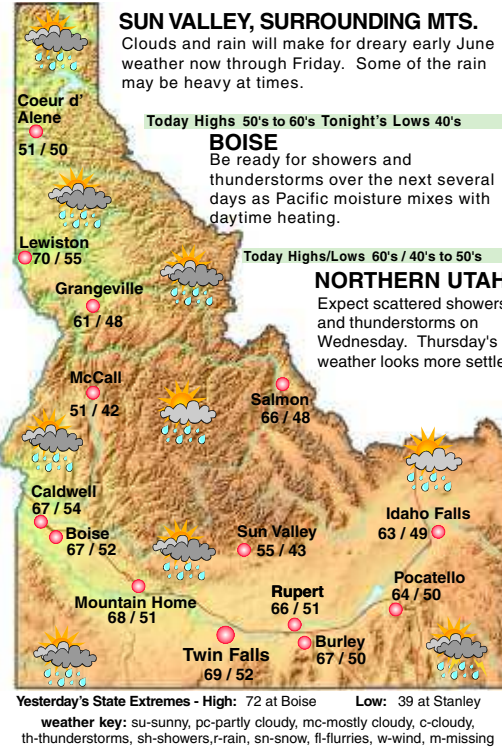 SUN VALLEY, SURROUNDING MTS.
Clouds and rain will make for dreary early June
weather now through Friday. Some of the rain
may be heavy at times.
Today Highs 50's to 60's Tonight's Lows 40's
BOISE
Be ready for showers and
thunderstorms over the next several
days as Pacific moisture mixes with
daytime heating.
Today Highs/Lows 60's / 40's to 50's
NORTHERN UTAH
Expect scattered showers
and thunderstorms on
Wednesday. Thursday's
weather looks more settle
Coeur d'
Alene
51 / 50
Lewiston
70 / 55
Grangeville
61 / 48
McCall
51 / 42
Salmon
66 / 48
Caldwell
67 / 54
Boise
67 / 52
Sun Valley
55 / 43
Idaho Falls
63 / 49
Mountain Home
68 / 51
Rupert
66 / 51
Pocatello
64 / 50
Twin Falls
69 / 52
Burley
67 / 50
Yesterday's State Extremes - High: 72 at Boise Low: 39 at Stanley
weather key: su-sunny, pc-partly cloudy, mc-mostly cloudy, c-cloudy,
th-thunderstorms, sh-showers,r-rain, sn-snow, fl-flurries, w-wind, m-missing